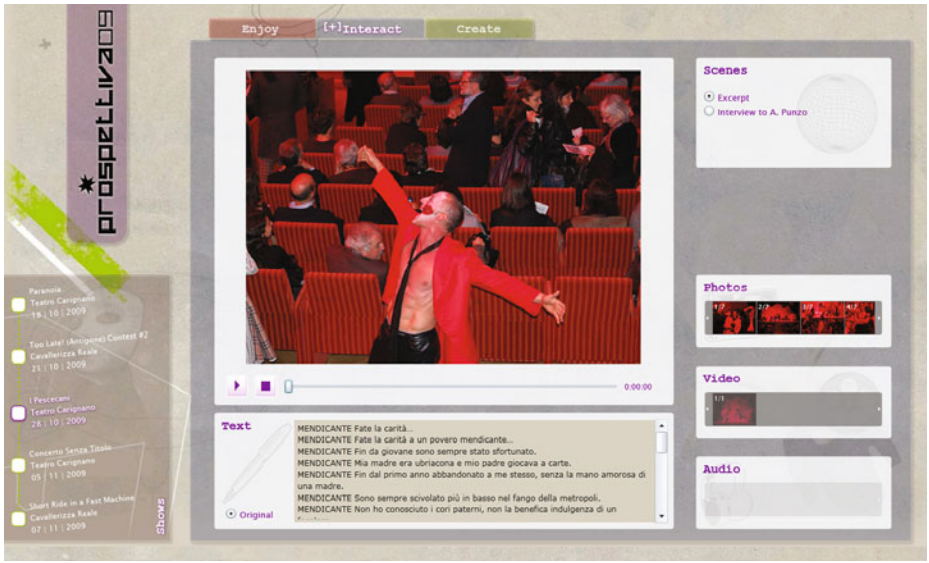 prospettiva09
Enjoy
[+]Interact
Create
Scenes
Excerpt
Interview to A. Punzo
Paranoia
Teatro Carignano
18 | 10 | 2009
Too Late! (Antigone) Contest #2
Cavallerizza Reale
21 | 10 | 2009
I Pescecani
Teatro Carignano
28 | 10 | 2009
Concerto Senza Titolo
Teatro Carignano
05 | 11 | 2009
Short Ride in a Fast Machine
Cavallerizza Reale
07 | 11 | 2009
Shows
0:00:00
Photos
1/7 2/7 3/7 4/7
Video
1/1
Audio
Text
Original
MENDICANTE Fate la carità...
MENDICANTE Fate la carità a un povero mendicante...
MENDICANTE Fin da giovane sono sempre stato sfortunato.
MENDICANTE Mia madre era ubriacona e mio padre giocava a carte.
MENDICANTE Fin dal primo anno abbandonato a me stesso, senza la mano amorosa di
una madre.
MENDICANTE Sono sempre scivolato più in basso nel fango della metropoli.
MENDICANTE Non ho conosciuto i cori paterni, non la benefica indulgenza di un